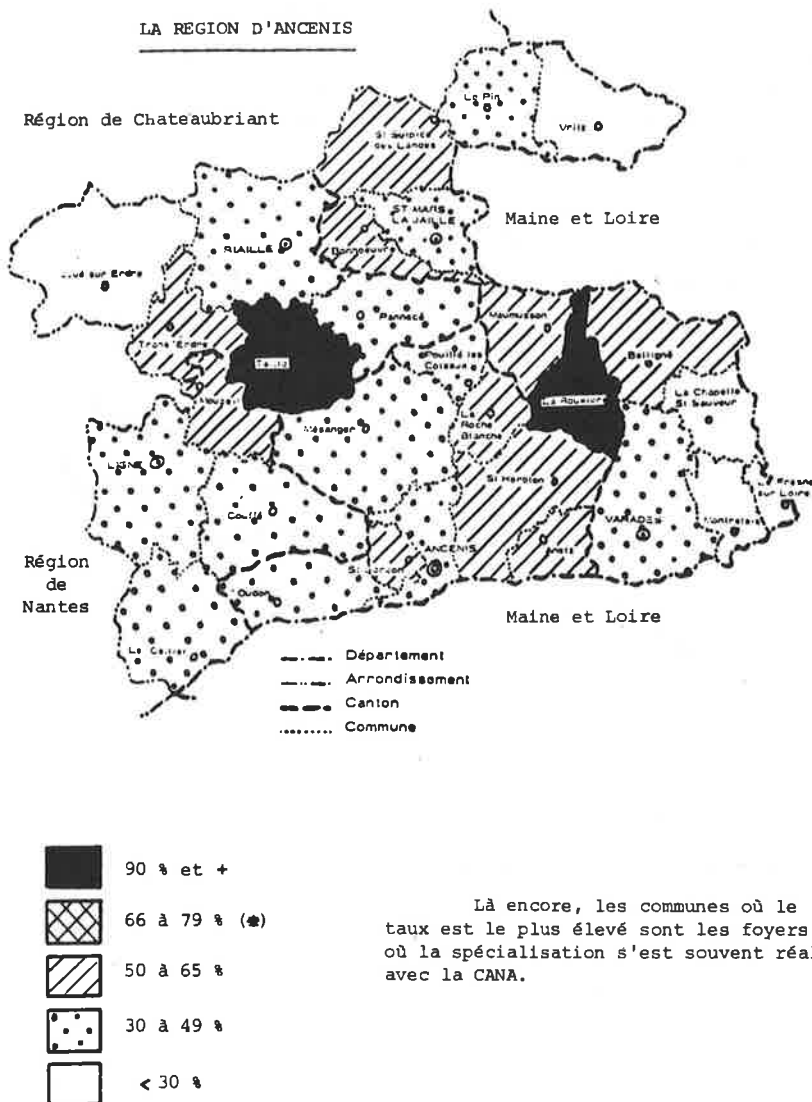 LA REGION D'ANCENIS
Région de Chateaubriant
Le Pin
Vritz
St Sulpice
des Landes
ST MARS
LA JAILLE
Maine et Loire
RIAILLE
Bonnoeuvre
sur Erdre
Pannecé
Maumusson
Trans Erdre
Pouillé les
Coteaux
Belligné
Teillé
La Rouxière
La Chapelle
St Sauveur
Mouzeil
La
Roche
Blanche
Mésanger
LIGNE
St Herblon
Le Fresne
sur Loire
Couffé
VARADES
Montrelais
Région
de
Nantes
ANCENIS
Anetz
St Géréon
Oudon
Maine et Loire
Le Cellier
Département
Arrondissement
Canton
Commune
90 % et +
66 à 79 % (*)
50 à 65 %
30 à 49 %
< 30 %
Là encore, les communes où le
taux est le plus élevé sont les foyers
où la spécialisation s'est souvent réal
avec la CANA.